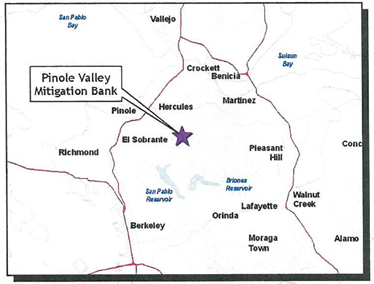 San Pablo
Bay
Vallejo
Suisun
Bay
Crockett
Benicia
Pinole Valley
Mitigation Bank
Martinez
Hercules
Pinole
El Sobrante
Richmond
Pleasant
Hill
Conc
San Pablo
Reservoir
Briones
Reservoir
Walnut
Creek
Lafayette
Orinda
Berkeley
Moraga
Town
Alamo